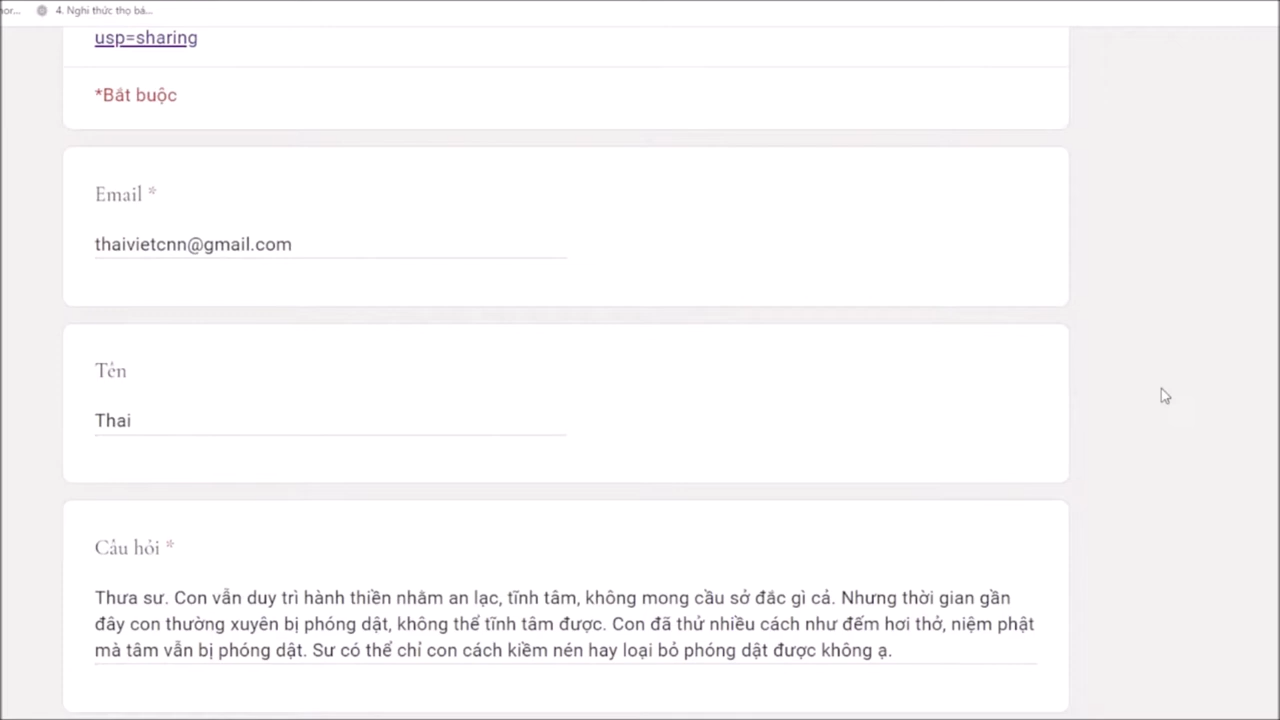 4. Nghi thức thọ bá...
usp=sharing
*Bắt buộc
Email *
thaivietcnn@gmail.com
Tên
Thai
Câu hỏi *
Thưa sư. Con vẫn duy trì hành thiền nhằm an lạc, tĩnh tâm, không mong cầu sở đắc gì cả. Nhưng thời gian gần
đây con thường xuyên bị phóng dật, không thể tĩnh tâm được. Con đã thử nhiều cách như đếm hơi thở, niệm phật
mà tâm vẫn bị phóng dật. Sư có thể chỉ con cách kiềm nén hay loại bỏ phóng dật được không ạ.